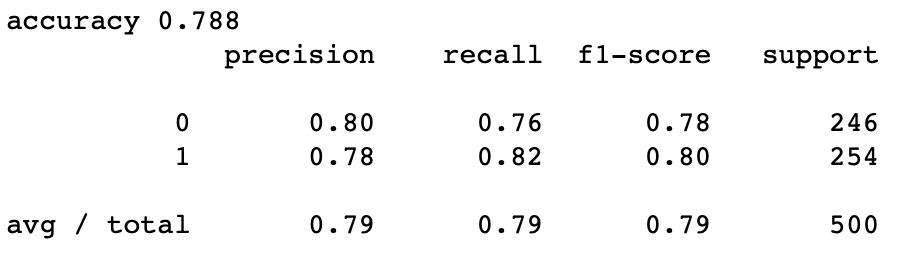 accuracy 0.788
precision recall f1-score support
0 0.80 0.76 0.78 246
1 0.78 0.82 0.80 254
avg / total 0.79 0.79 0.79 500